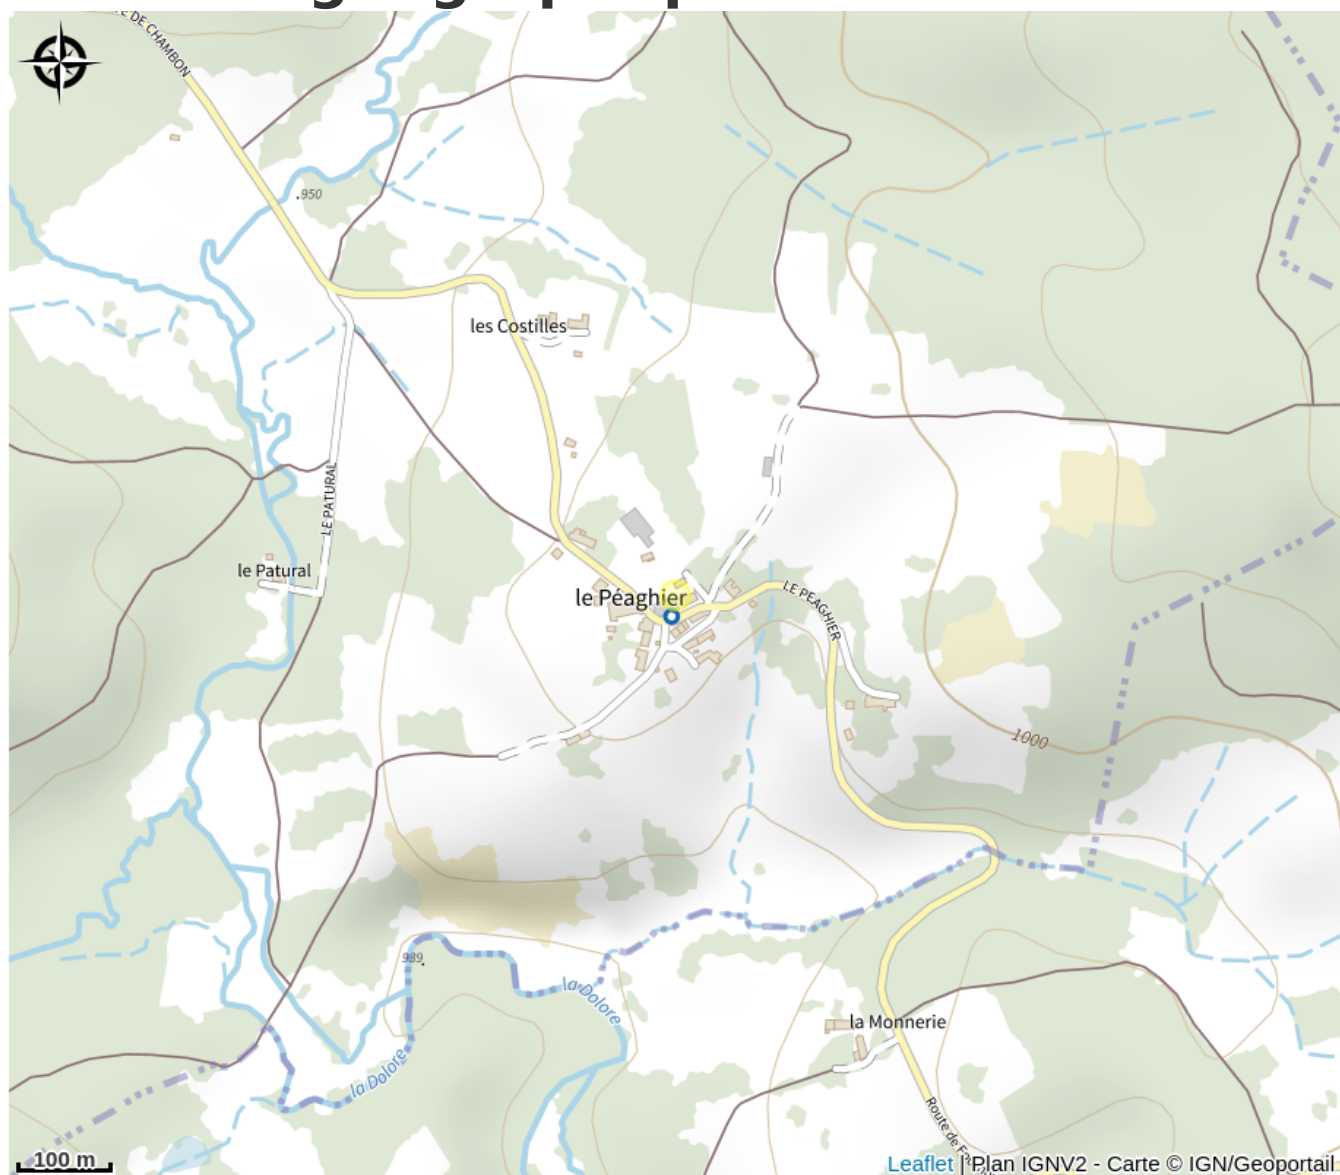 DE CHAMBON
.950
les Costilles
LE PATURAL
le Patural
le Péaghier
LE PEAGHIER
1000
939.
la Dolore
la Dolore
la Monnerie
Route de
100 m
Leaflet | Plan IGNV2 - Carte © IGN/Geoportail